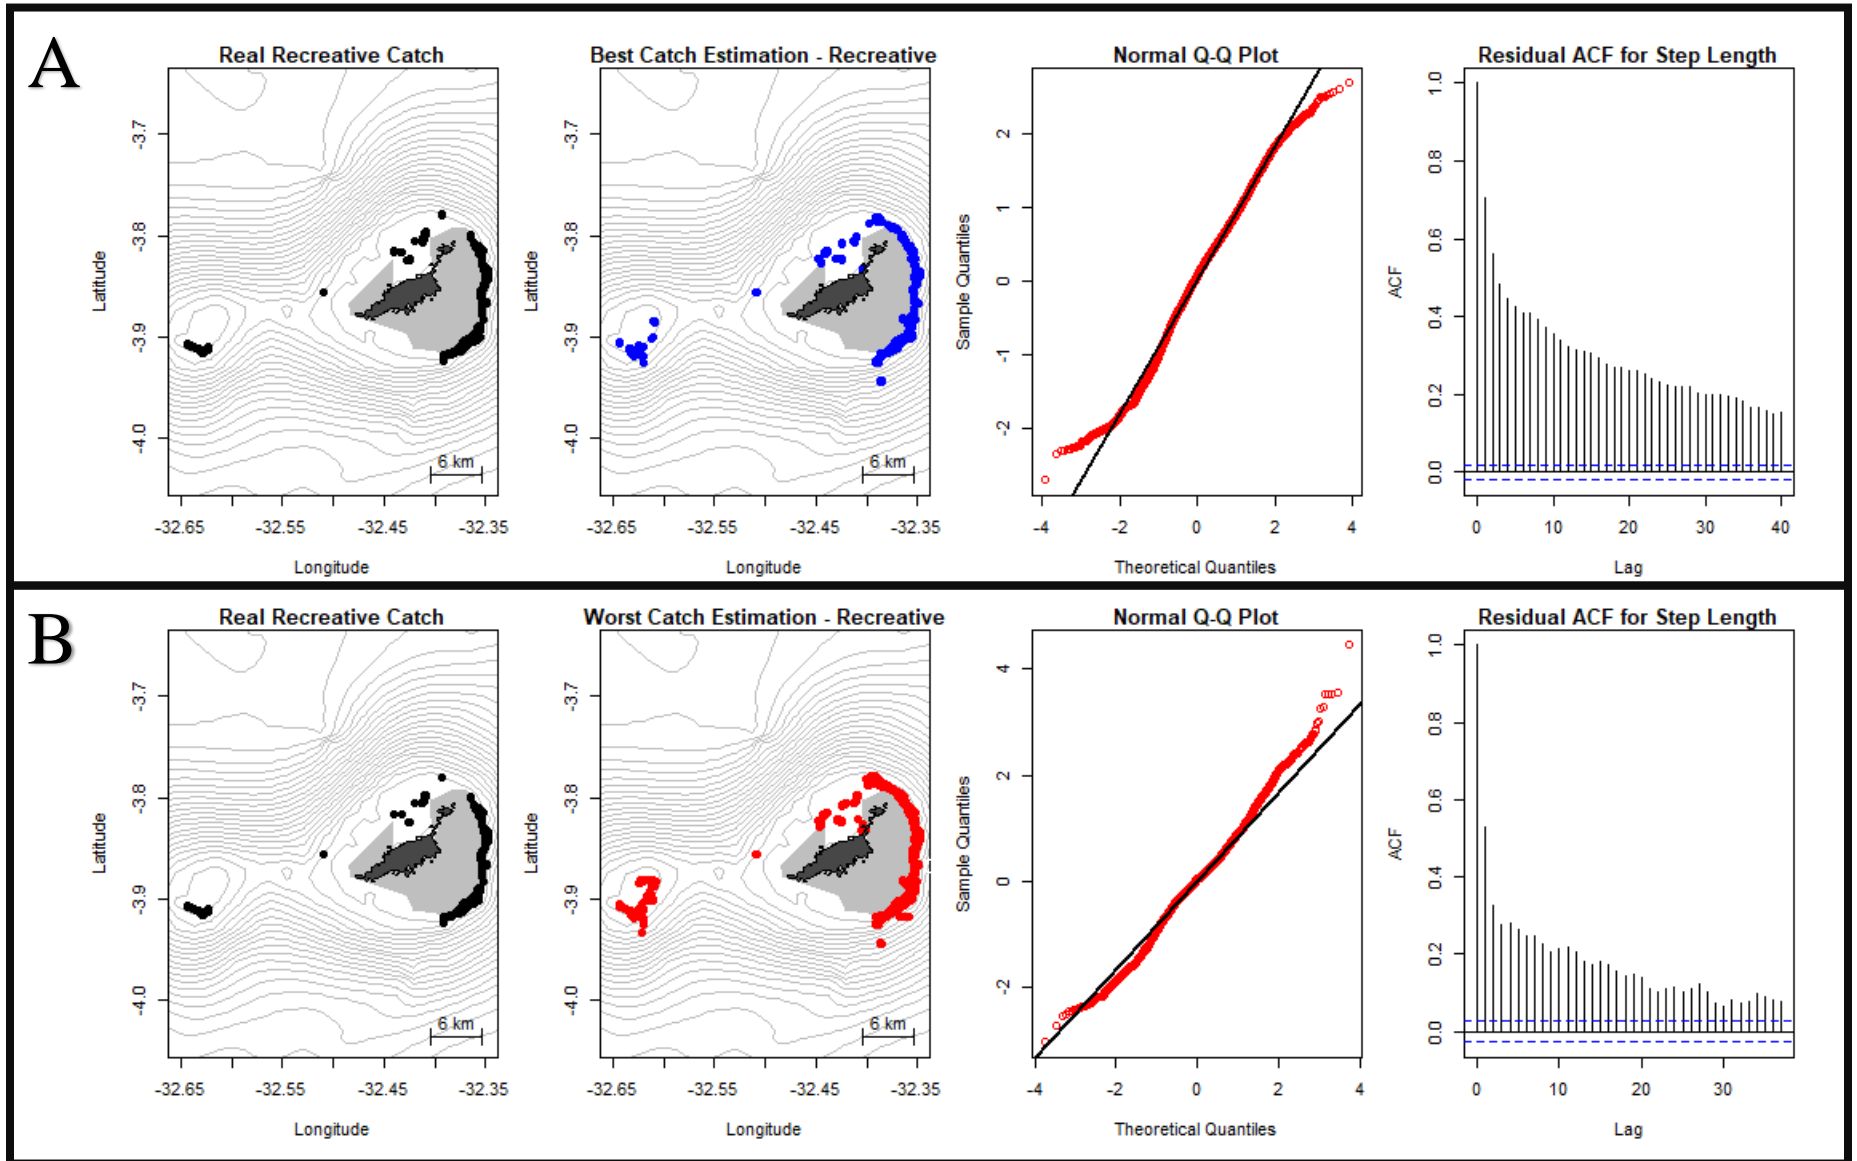 A
Real Recreative Catch
Best Catch Estimation - Recreative
Normal Q-Q Plot
Residual ACF for Step Length
Latitude
-3.7
-3.8
-3.9
-4.0
6 km
-32.65
-32.55
-32.45
-32.35
Longitude
Latitude
-3.7
-3.8
-3.9
-4.0
6 km
-32.65
-32.55
-32.45
-32.35
Longitude
Sample Quantiles
2
1
0
-1
-2
-4
-2
0
2
4
Theoretical Quantiles
ACF
1.0
0.8
0.6
0.4
0.2
0.0
0
10
20
30
40
Lag
B
Real Recreative Catch
Worst Catch Estimation - Recreative
Normal Q-Q Plot
Residual ACF for Step Length
Latitude
-3.7
-3.8
-3.9
-4.0
6 km
-32.65
-32.55
-32.45
-32.35
Longitude
Latitude
-3.7
-3.8
-3.9
-4.0
6 km
-32.65
-32.55
-32.45
-32.35
Longitude
Sample Quantiles
4
2
0
-2
-4
-2
0
2
4
Theoretical Quantiles
ACF
1.0
0.8
0.6
0.4
0.2
0.0
0
10
20
30
Lag